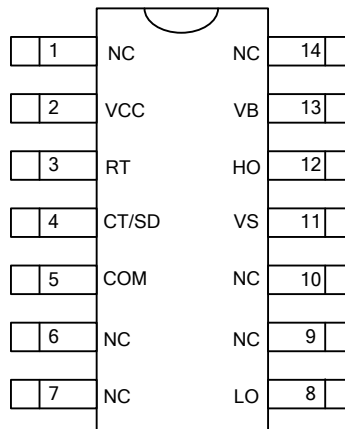 1 NC NC 14
2 VCC VB 13
3 RT HO 12
4 CT/SD VS 11
5 COM NC 10
6 NC NC 9
7 NC LO 8